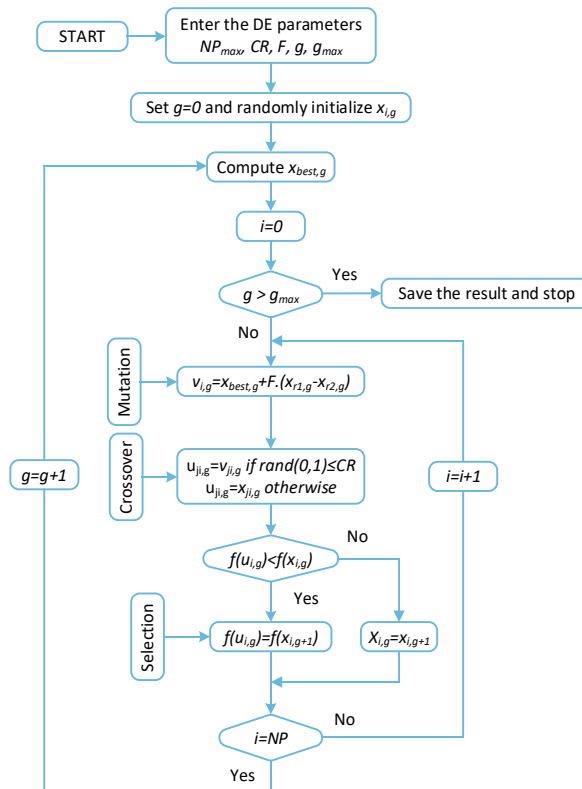 START
Enter the DE parameters
NPmax, CR, F, g, gmax
Set g=0 and randomly initialize xi,g
Compute xbest,g
i=0
g > gmax
Yes
Save the result and stop
No
Mutation
vi,g=xbest,g+F.(xr1,g-xr2,g)
Crossover
uji,g=vji,g if rand(0,1)≤CR
uji,g=xji,g otherwise
g=g+1
i=i+1
f(ui,g)<f(xi,g)
No
Yes
Selection
f(ui,g)=f(xi,g+1)
Xi,g=xi,g+1
i=NP
No
Yes